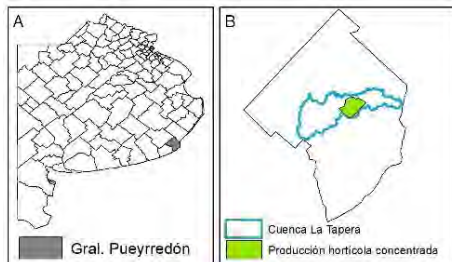 A
B
Gral. Pueyrredón
Cuenca La Tapera
Producción hortícola concentrada